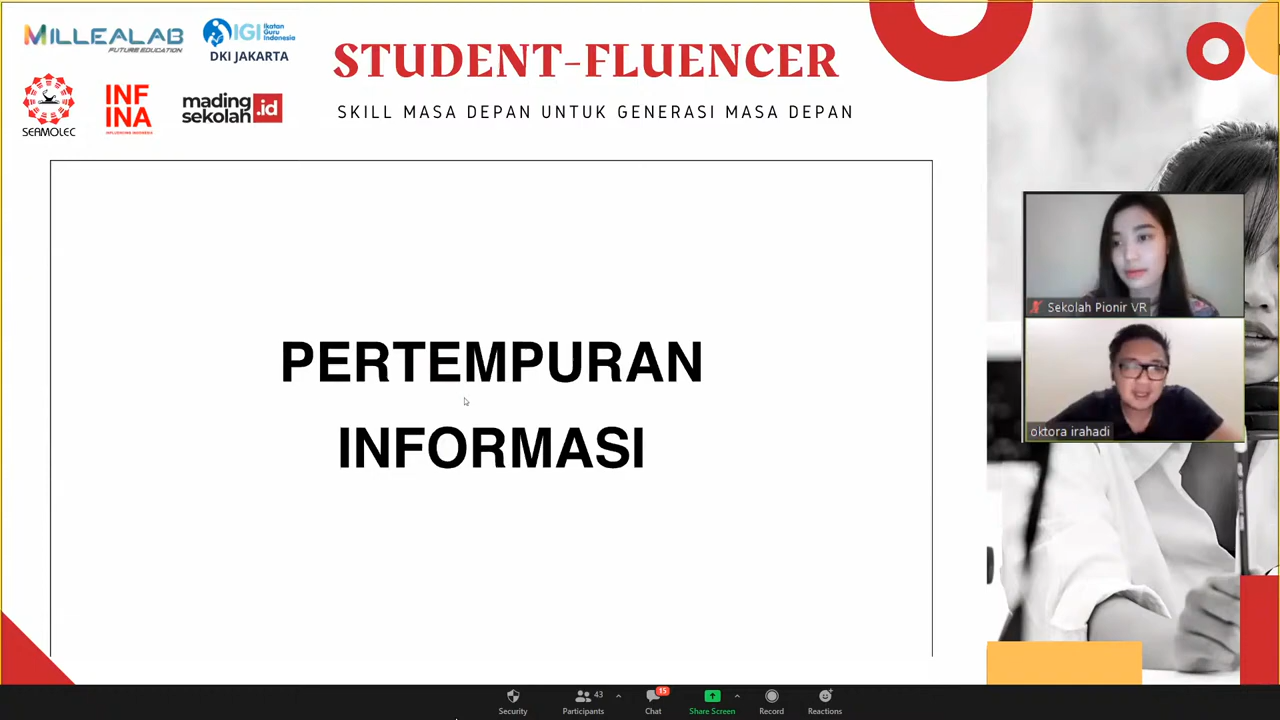 MILLEALAB
FUTURE EDUCATION
IGI
Ikatan
Guru
Indonesia
DKI JAKARTA
SEAMOLEC
INF
INA
INFLUENCING INDONESIA
mading
sekolah .id
STUDENT-FLUENCER
SKILL MASA DEPAN UNTUK GENERASI MASA DEPAN
PERTEMPURAN
INFORMASI
Sekolah Pionir VR
oktora irahadi
43
15
Security
Participants
Chat
Share Screen
Record
Reactions